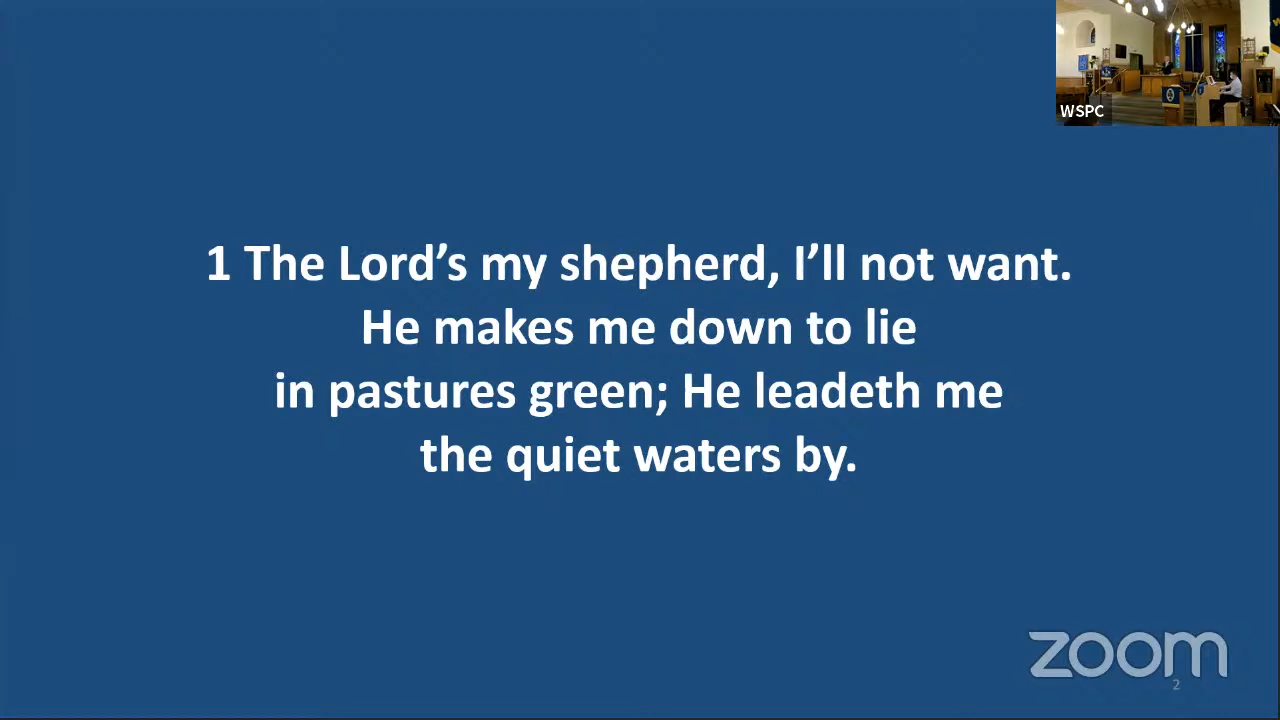 WSPC
1 The Lord’s my shepherd, I’ll not want.
He makes me down to lie
in pastures green; He leadeth me
the quiet waters by.
zoom
2